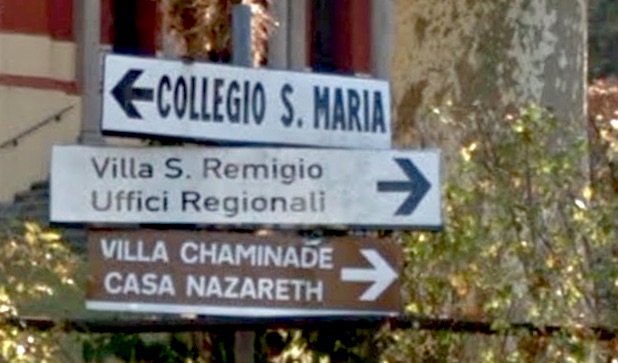 COLLEGIO S. MARIA
Villa S. Remigio
Uffici Regionali
VILLA CHAMINADE
CASA NAZARETH